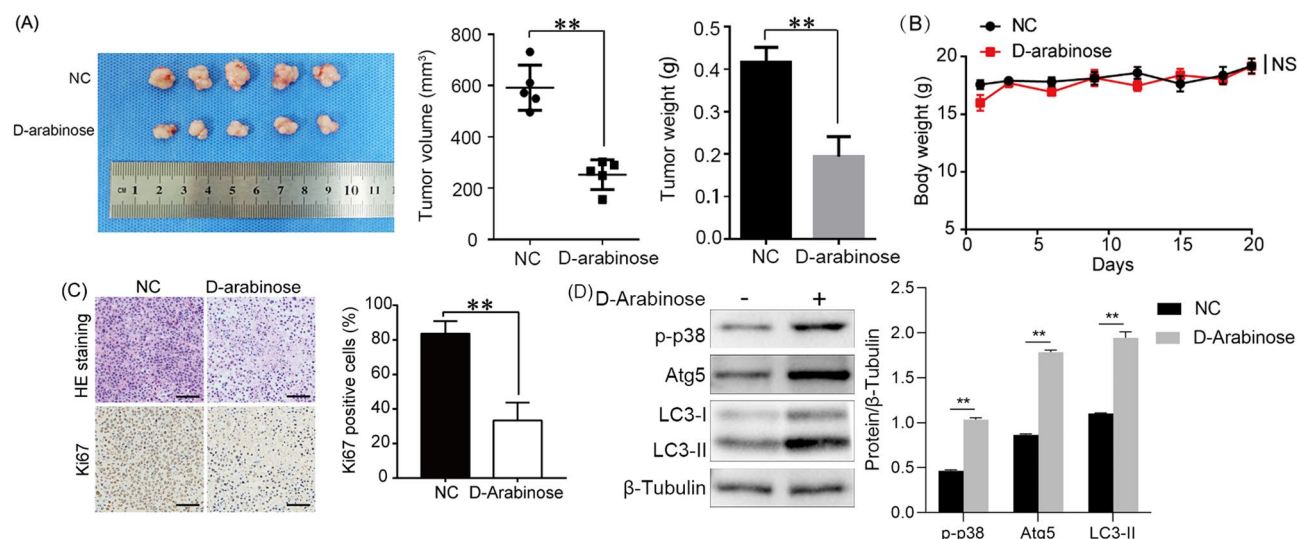 (A)
NC
D-arabinose
CM 1 2 3 4 5 6 7 8 9 10 11
**
Tumor volume (mm³)
800
600
400
200
0
NC D-arabinose
**
Tumor weight (g)
0.5
0.4
0.2
0.0
NC D-arabinose
(B)
NC
D-arabinose
Body weight (g)
20
15
10
5
NS
0 5 10 15 20
Days
(C)
NC D-arabinose
HE staining
Ki67
**
Ki67 positive cells (%)
100
80
60
40
20
0
NC D-Arabinose
(D)
D-Arabinose - +
p-p38
Atg5
LC3-I
LC3-II
β-Tubulin
NC
D-Arabinose
Protein/β-Tubulin
2.5
2.0
1.5
1.0
0.5
0.0
** ** **
p-p38 Atg5 LC3-II